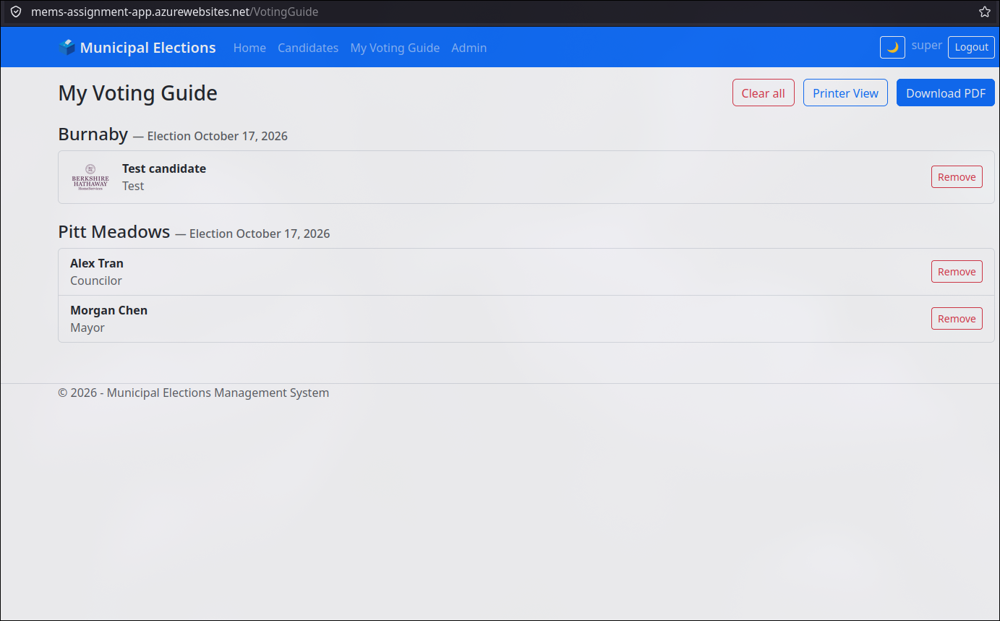 mems-assignment-app.azurewebsites.net/VotingGuide
Municipal Elections Home Candidates My Voting Guide Admin super Logout
My Voting Guide Clear all Printer View Download PDF
Burnaby — Election October 17, 2026
BERKSHIRE
HATHAWAY
HomeServices
Test candidate
Test
Remove
Pitt Meadows — Election October 17, 2026
Alex Tran
Councilor
Remove
Morgan Chen
Mayor
Remove
© 2026 - Municipal Elections Management System